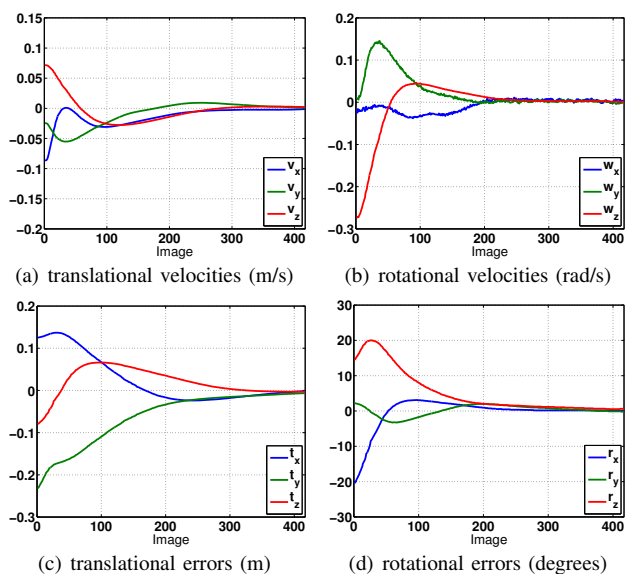 0.15
0.1
0.05
0
−0.05
−0.1
−0.15
−0.2
v_x
v_y
v_z
0 100 200 300 400
Image
(a) translational velocities (m/s)
0.2
0.1
0
−0.1
−0.2
−0.3
w_x
w_y
w_z
0 100 200 300 400
Image
(b) rotational velocities (rad/s)
0.2
0.1
0
−0.1
−0.2
−0.3
t_x
t_y
t_z
0 100 200 300 400
Image
(c) translational errors (m)
30
20
10
0
−10
−20
−30
r_x
r_y
r_z
0 100 200 300 400
Image
(d) rotational errors (degrees)